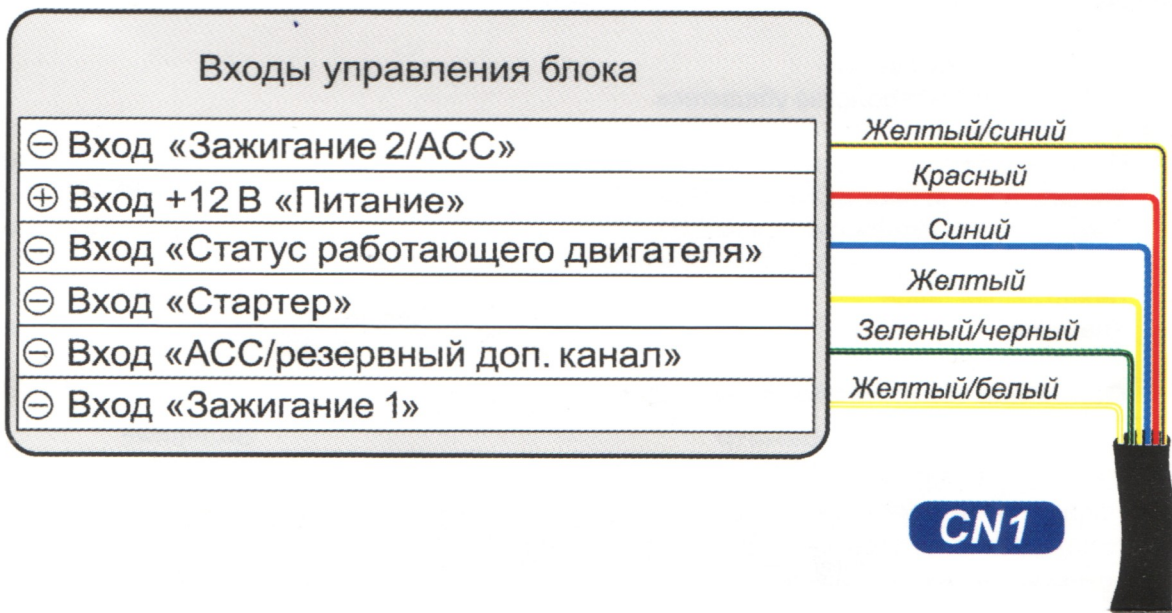 Входы управления блока
⊖ Вход «Зажигание 2/АСС»
Желтый/синий
⊕ Вход +12 В «Питание»
Красный
⊖ Вход «Статус работающего двигателя»
Синий
⊖ Вход «Стартер»
Желтый
⊖ Вход «АСС/резервный доп. канал»
Зеленый/черный
⊖ Вход «Зажигание 1»
Желтый/белый
CN1